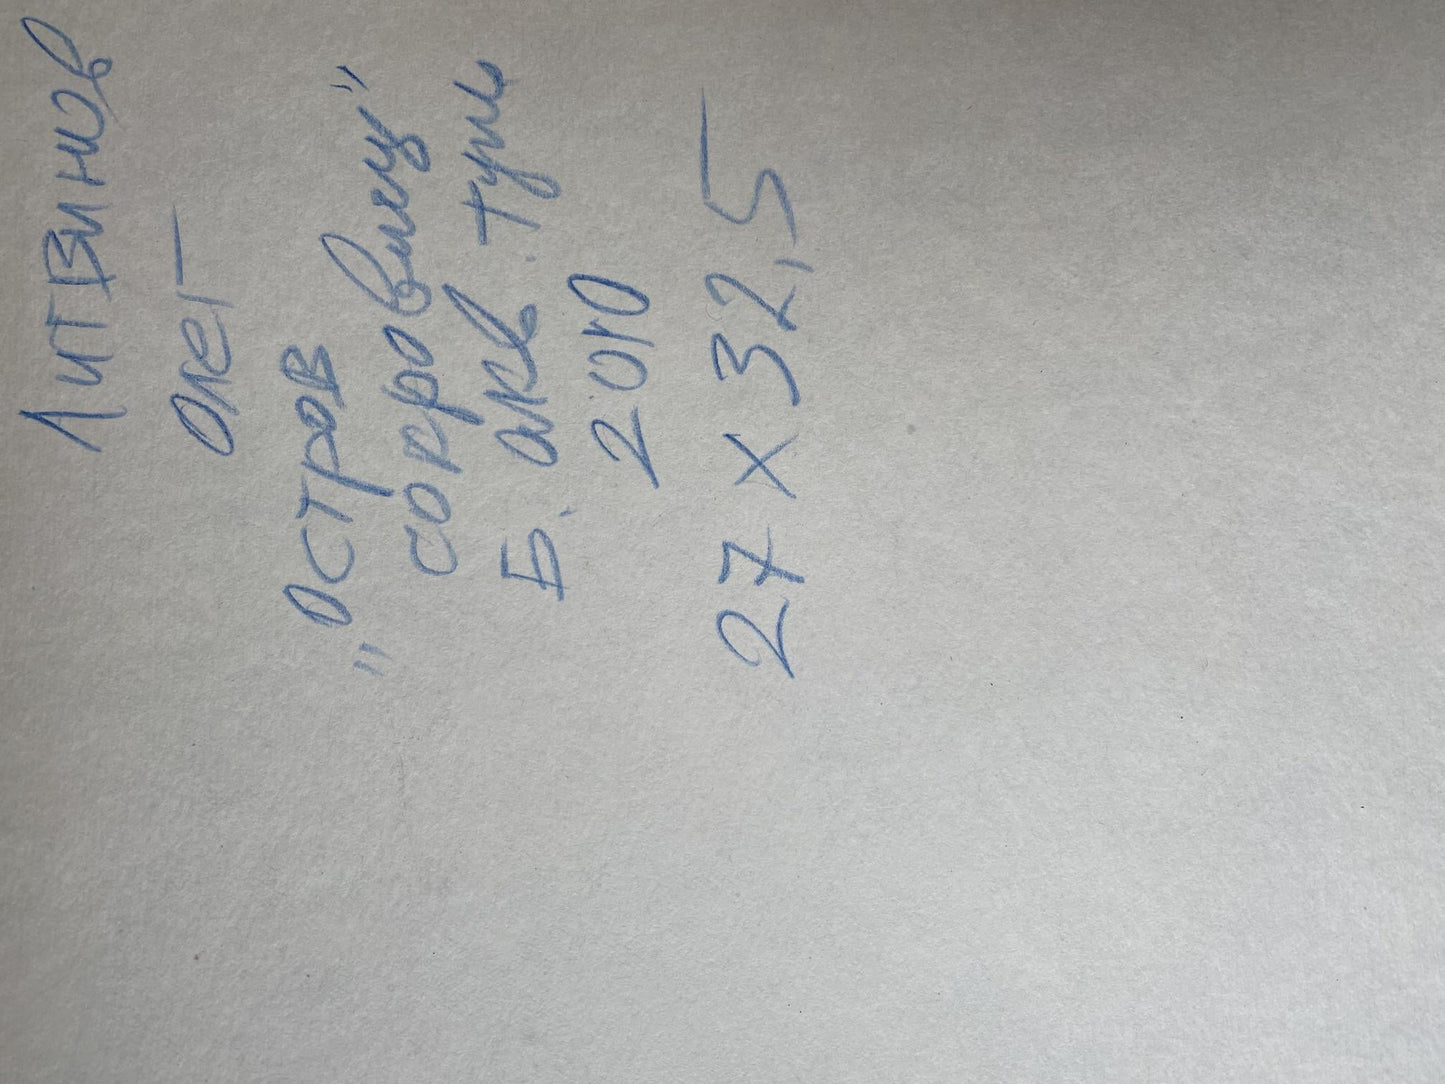 Литвинов
Олег
"Остров
сокровищ"
Б. акв. тушь
2010
27 x 32,5